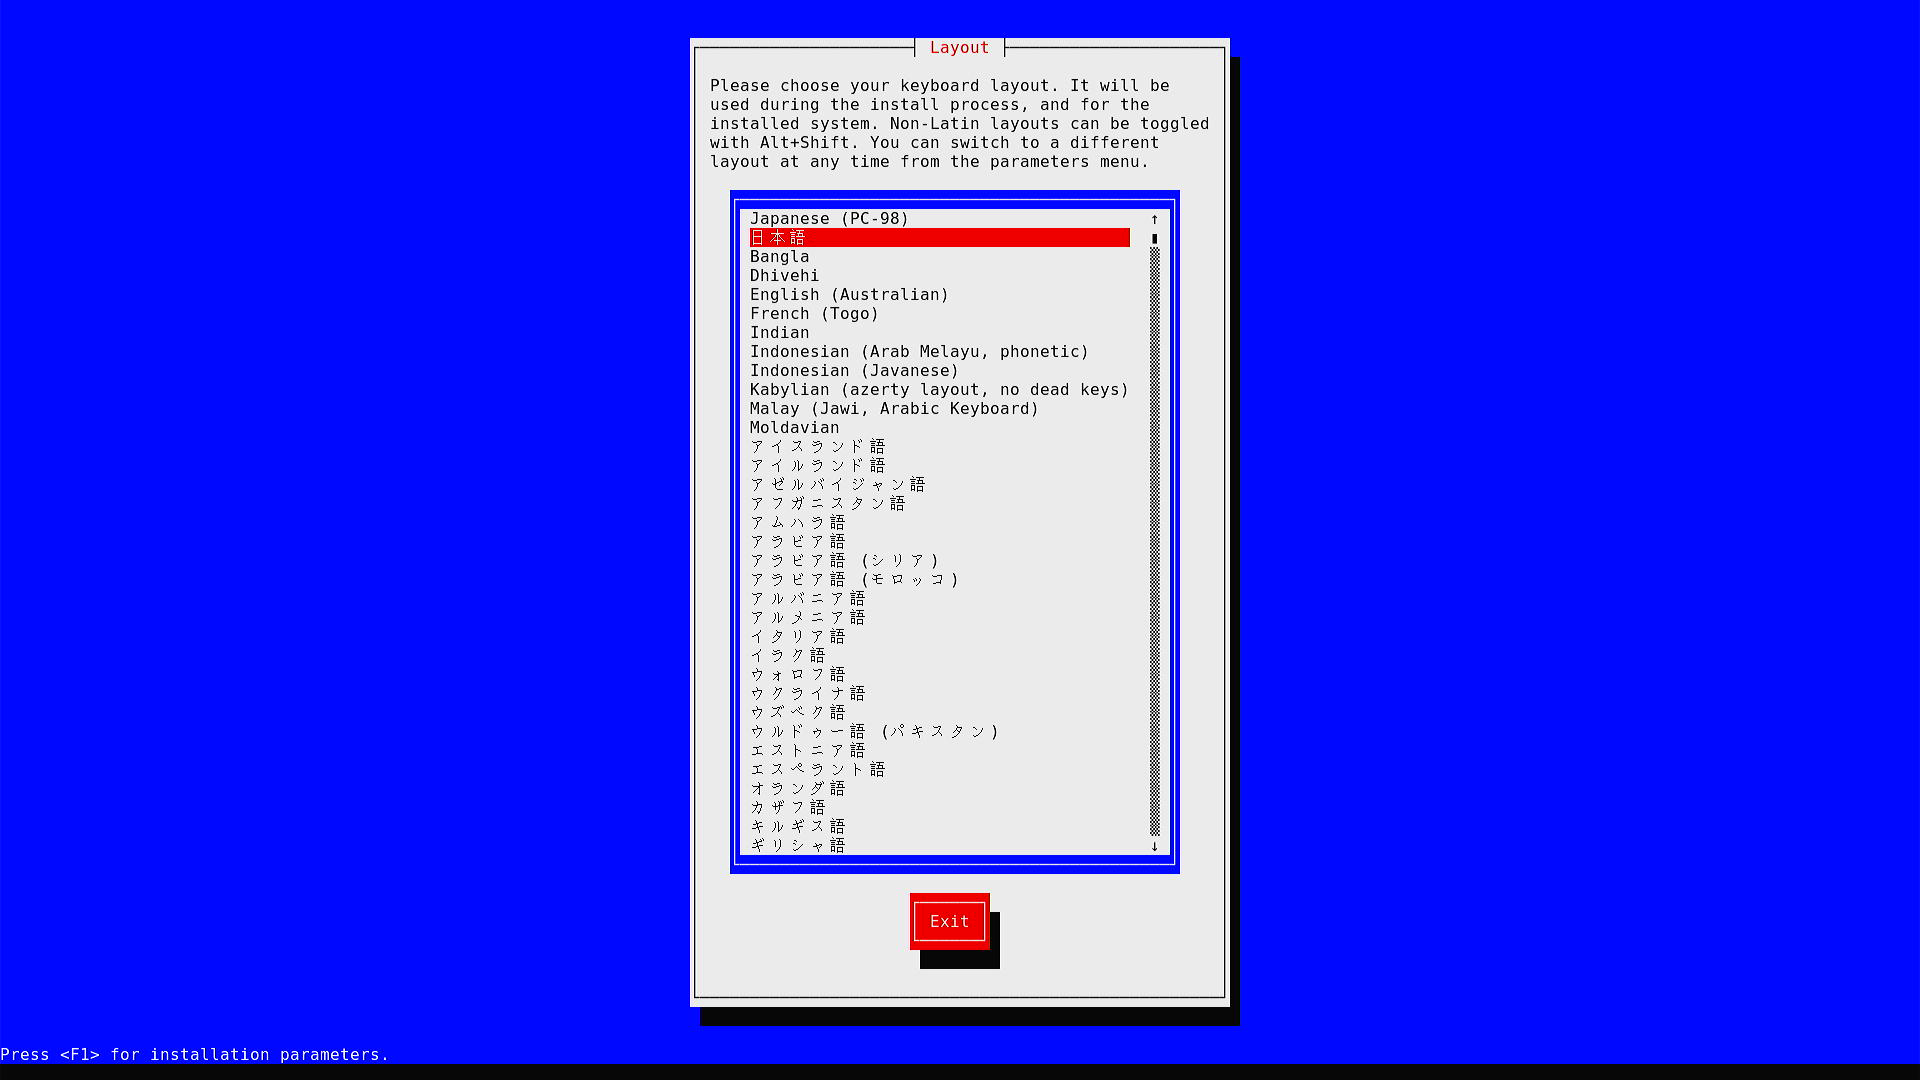 Layout
Please choose your keyboard layout. It will be
used during the install process, and for the
installed system. Non-Latin layouts can be toggled
with Alt+Shift. You can switch to a different
layout at any time from the parameters menu.
Japanese (PC-98)
日本語
Bangla
Dhivehi
English (Australian)
French (Togo)
Indian
Indonesian (Arab Melayu, phonetic)
Indonesian (Javanese)
Kabylian (azerty layout, no dead keys)
Malay (Jawi, Arabic Keyboard)
Moldavian
アイスランド語
アイルランド語
アゼルバイジャン語
アフガニスタン語
アムハラ語
アラビア語
アラビア語 (シリア)
アラビア語 (モロッコ)
アルバニア語
アルメニア語
イタリア語
イラク語
ウォロフ語
ウクライナ語
ウズベク語
ウルドゥー語 (パキスタン)
エストニア語
エスペラント語
オランダ語
カザフ語
キルギス語
ギリシャ語
Exit
Press <F1> for installation parameters.